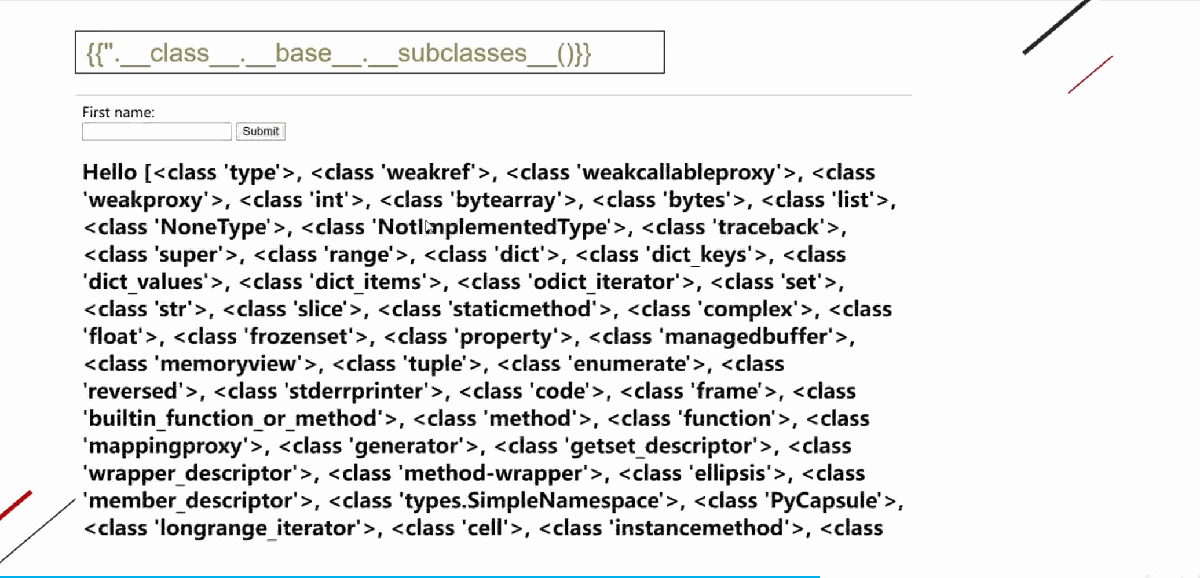 {{''.__class__.__base__.__subclasses__()}}
First name:
Submit
Hello [<class 'type'>, <class 'weakref'>, <class 'weakcallableproxy'>, <class
'weakproxy'>, <class 'int'>, <class 'bytearray'>, <class 'bytes'>, <class 'list'>,
<class 'NoneType'>, <class 'NotImplementedType'>, <class 'traceback'>,
<class 'super'>, <class 'range'>, <class 'dict'>, <class 'dict_keys'>, <class
'dict_values'>, <class 'dict_items'>, <class 'odict_iterator'>, <class 'set'>,
<class 'str'>, <class 'slice'>, <class 'staticmethod'>, <class 'complex'>, <class
'float'>, <class 'frozenset'>, <class 'property'>, <class 'managedbuffer'>,
<class 'memoryview'>, <class 'tuple'>, <class 'enumerate'>, <class
'reversed'>, <class 'stderrprinter'>, <class 'code'>, <class 'frame'>, <class
'builtin_function_or_method'>, <class 'method'>, <class 'function'>, <class
'mappingproxy'>, <class 'generator'>, <class 'getset_descriptor'>, <class
'wrapper_descriptor'>, <class 'method-wrapper'>, <class 'ellipsis'>, <class
'member_descriptor'>, <class 'types.SimpleNamespace'>, <class 'PyCapsule'>,
<class 'longrange_iterator'>, <class 'cell'>, <class 'instancemethod'>, <class